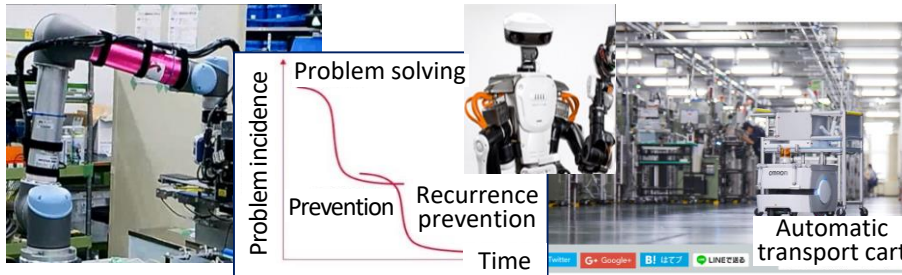 Problem incidence
Problem solving
Prevention
Recurrence
prevention
Time
OMRON
Automatic
transport cart
Twitter
G+ Google+
B! はてブ
LINEで送る